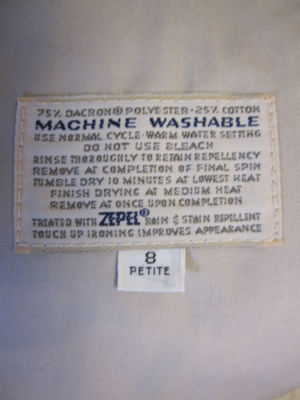 75% DACRON® POLYESTER-25% COTTON
MACHINE WASHABLE
USE NORMAL CYCLE-WARM WATER SETTING
DO NOT USE BLEACH
RINSE THOROUGHLY TO RETAIN REPELLENCY
REMOVE AT COMPLETION OF FINAL SPIN
TUMBLE DRY 10 MINUTES AT LOWEST HEAT
FINISH DRYING AT MEDIUM HEAT
REMOVE AT ONCE UPON COMPLETION
TREATED WITH ZEPEL® RAIN & STAIN REPELLENT
TOUCH UP IRONING IMPROVES APPEARANCE
8
PETITE